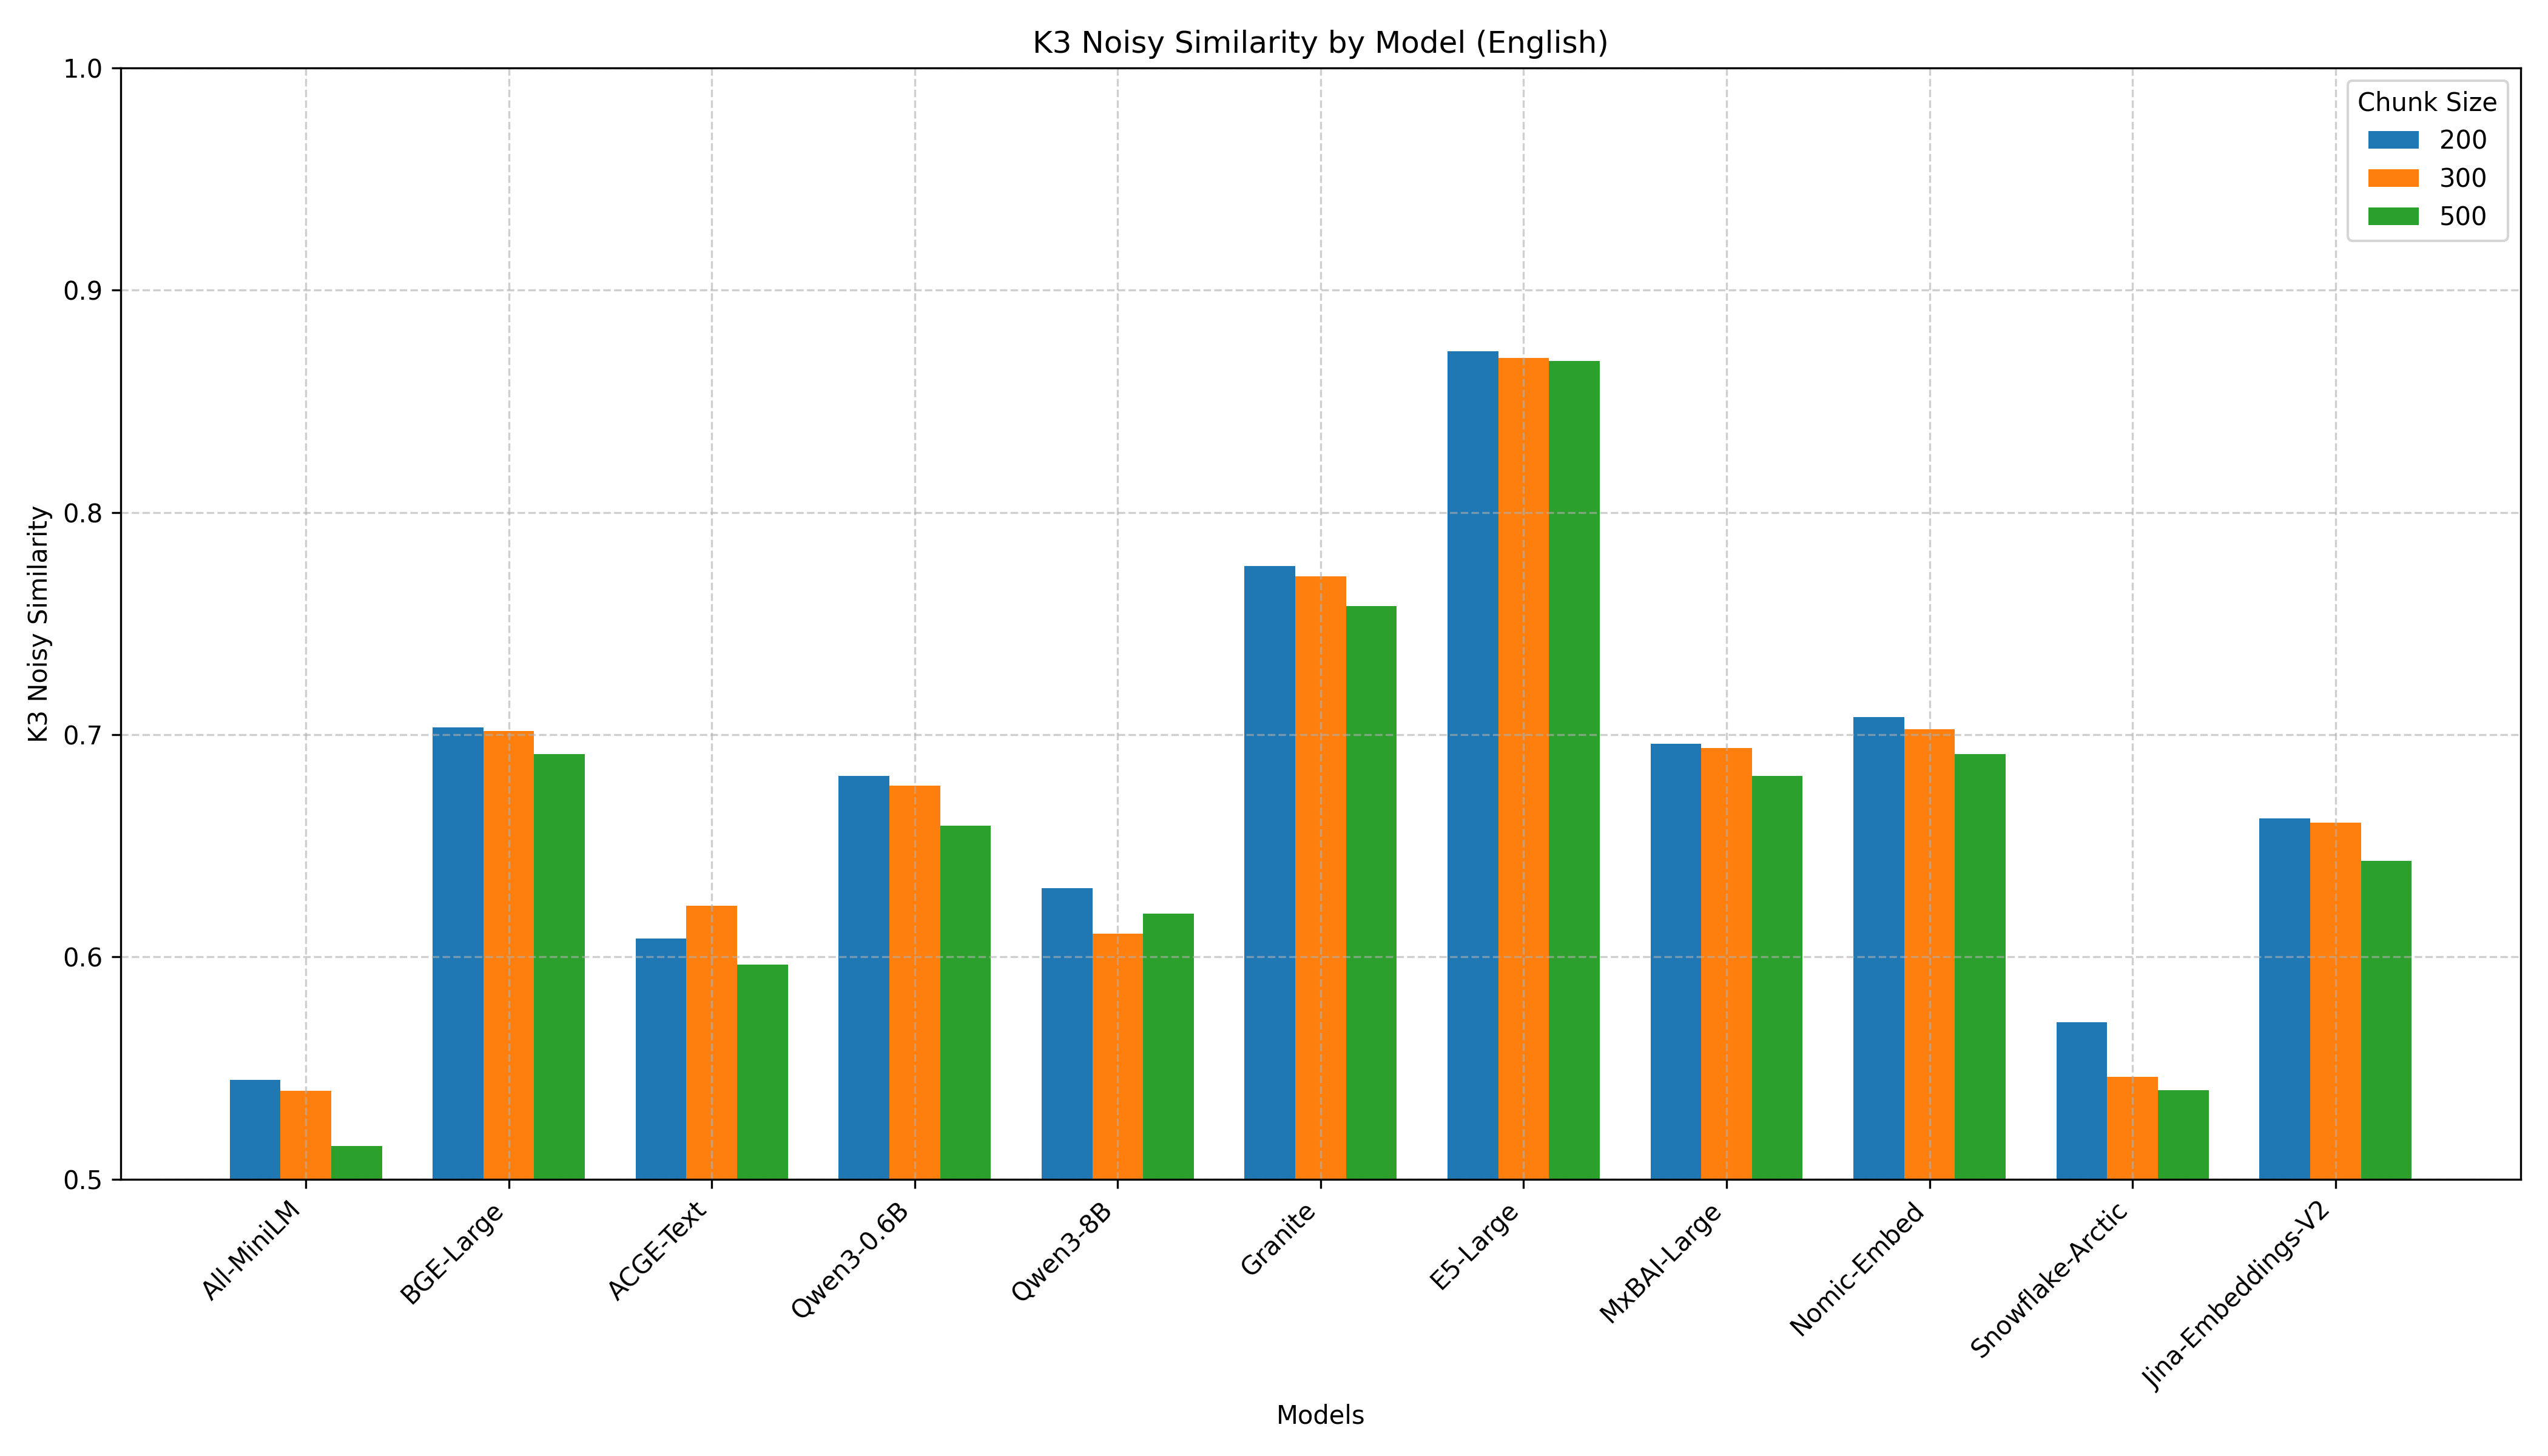 K3 Noisy Similarity by Model (English)
Chunk Size
200
300
500
K3 Noisy Similarity
1.0
0.9
0.8
0.7
0.6
0.5
All-MiniLM
BGE-Large
ACGE-Text
Qwen3-0.6B
Qwen3-8B
Granite
E5-Large
MxBAI-Large
Nomic-Embed
Snowflake-Arctic
Jina-Embeddings-V2
Models